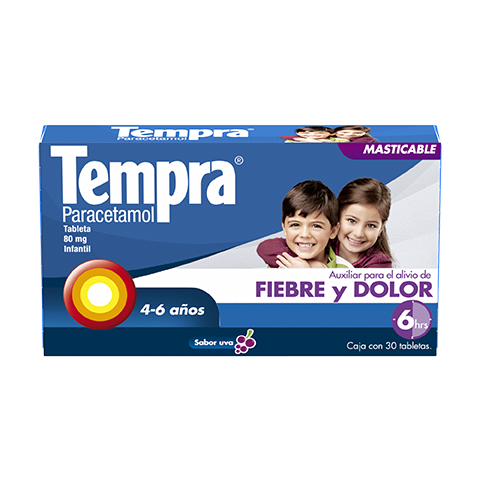 Tempra®
Paracetamol
MASTICABLE
Tempra®
Paracetamol
Tableta
80 mg
Infantil
Auxiliar para el alivio de
FIEBRE y DOLOR
4-6 años
6 hrs
Sabor uva
Caja con 30 tabletas.